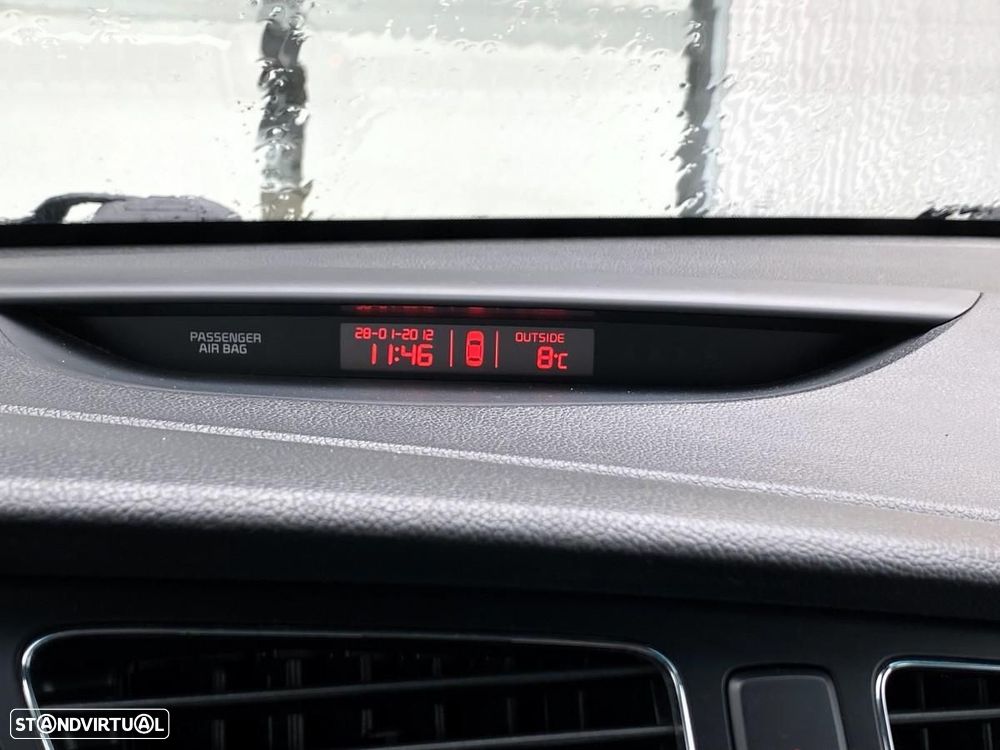 PASSENGER
AIR BAG
28-01-2012
11:46
OUTSIDE
8°C
STANDVIRTUAL